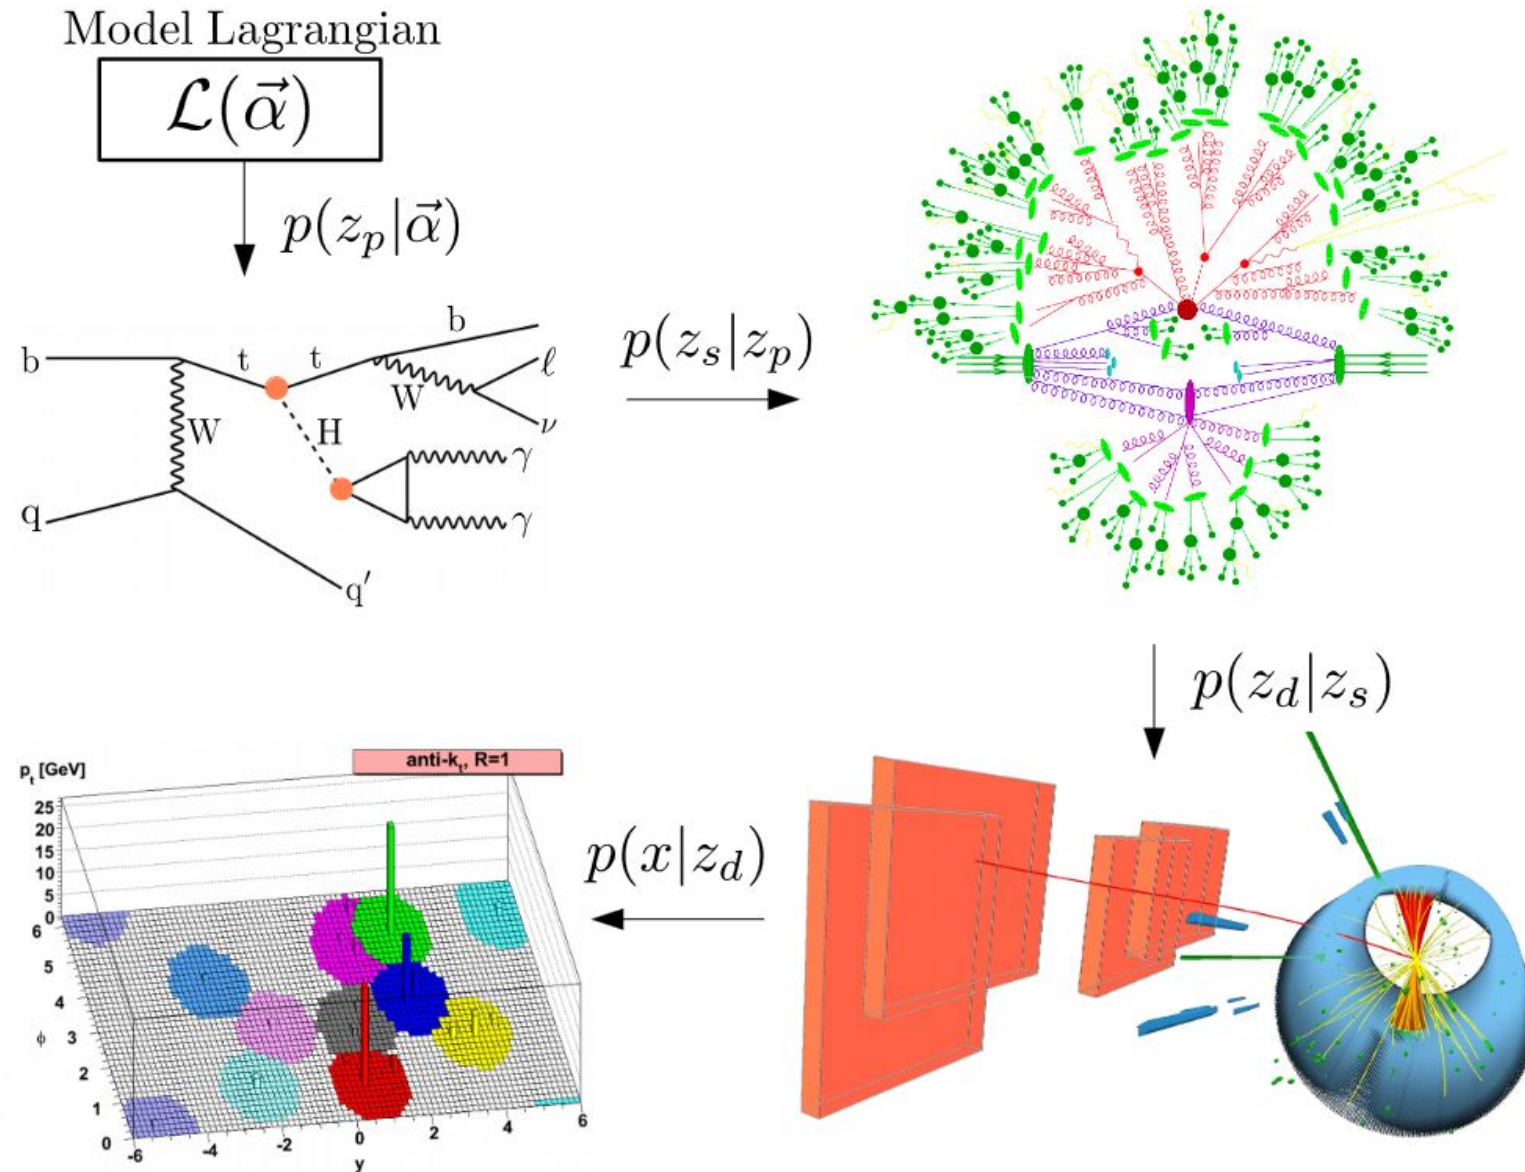 Model Lagrangian
ℒ(α⃗)
p(z_p|α⃗)
b
t
t
b
W
W
ℓ
ν
H
γ
γ
q
q′
p(z_s|z_p)
p(z_d|z_s)
p(x|z_d)
anti-k_t, R=1
p_t [GeV]
25
20
15
10
5
0
6
5
4
3
2
1
0
ϕ
-6
-4
-2
0
2
4
6
y